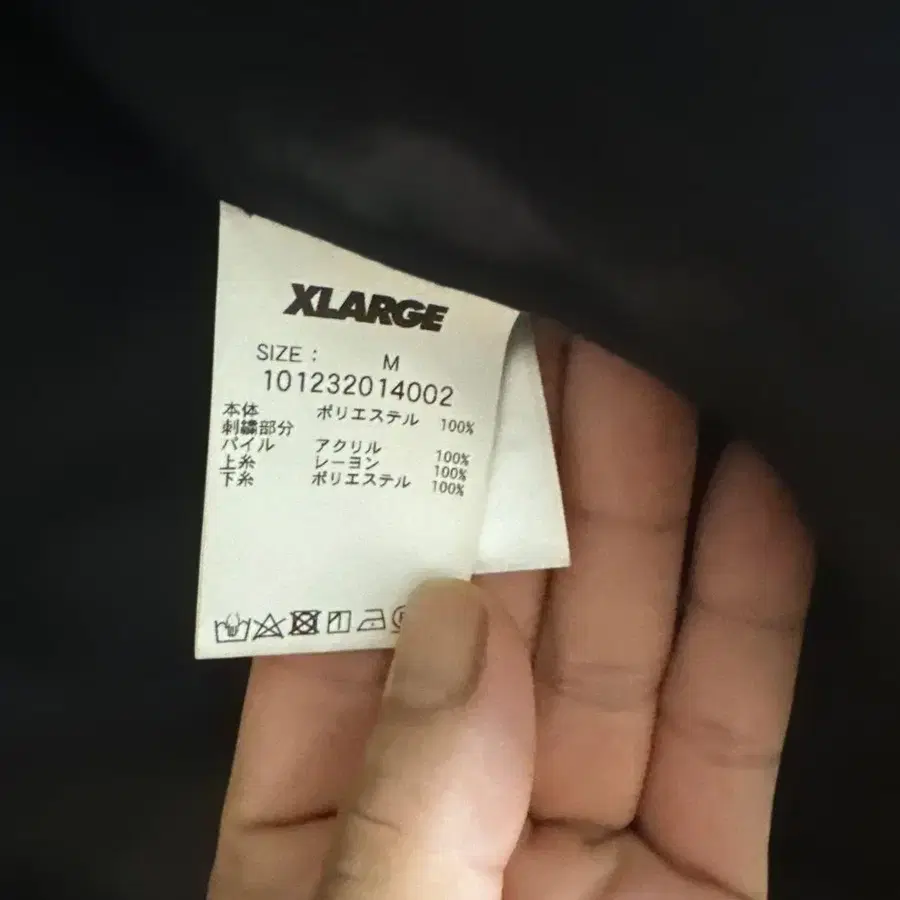 XLARGE
SIZE : M
101232014002
本体 ポリエステル 100%
刺繍部分
パイル アクリル 100%
上糸 レーヨン 100%
下糸 ポリエステル 100%